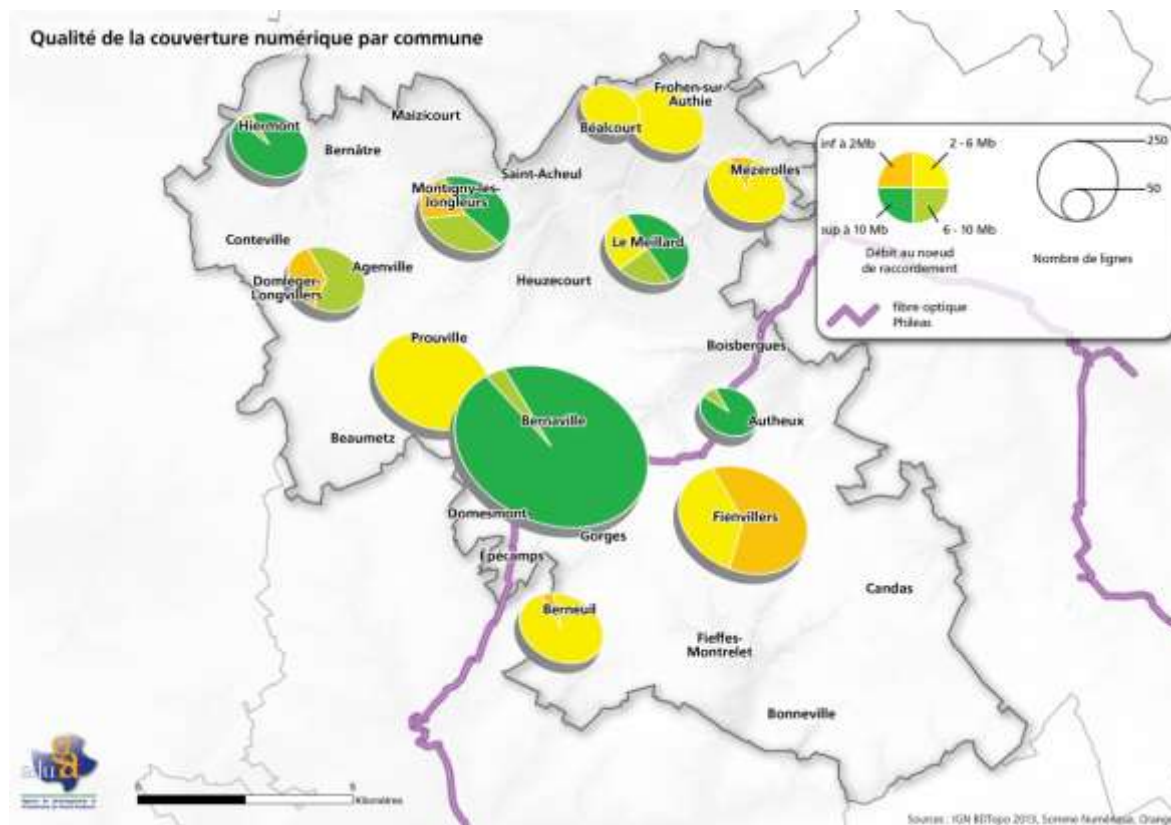 Qualité de la couverture numérique par commune
Frohen-sur-
Authie
Maizicourt
Hiermont
Béalcourt
Bernâtre
Saint-Acheul
Mézerolles
Montigny-les-
Jongleurs
Conteville
Le Meillard
Agenville
Domléger-
Longvillers
Heuzecourt
Prouville
Boisbergues
Bernaville
Autheux
Beaumetz
Domesmont
Fienvillers
Gorges
Épécamps
Candas
Berneuil
Fieffes-
Montrelet
Bonneville
inf à 2Mb
2 - 6 Mb
250
50
sup à 10 Mb
6 - 10 Mb
Débit au noeud
de raccordement
Nombre de lignes
fibre optique
Phileas
Kilomètres
Sources : IGN BDTopo 2013, Somme Numérique, Orange